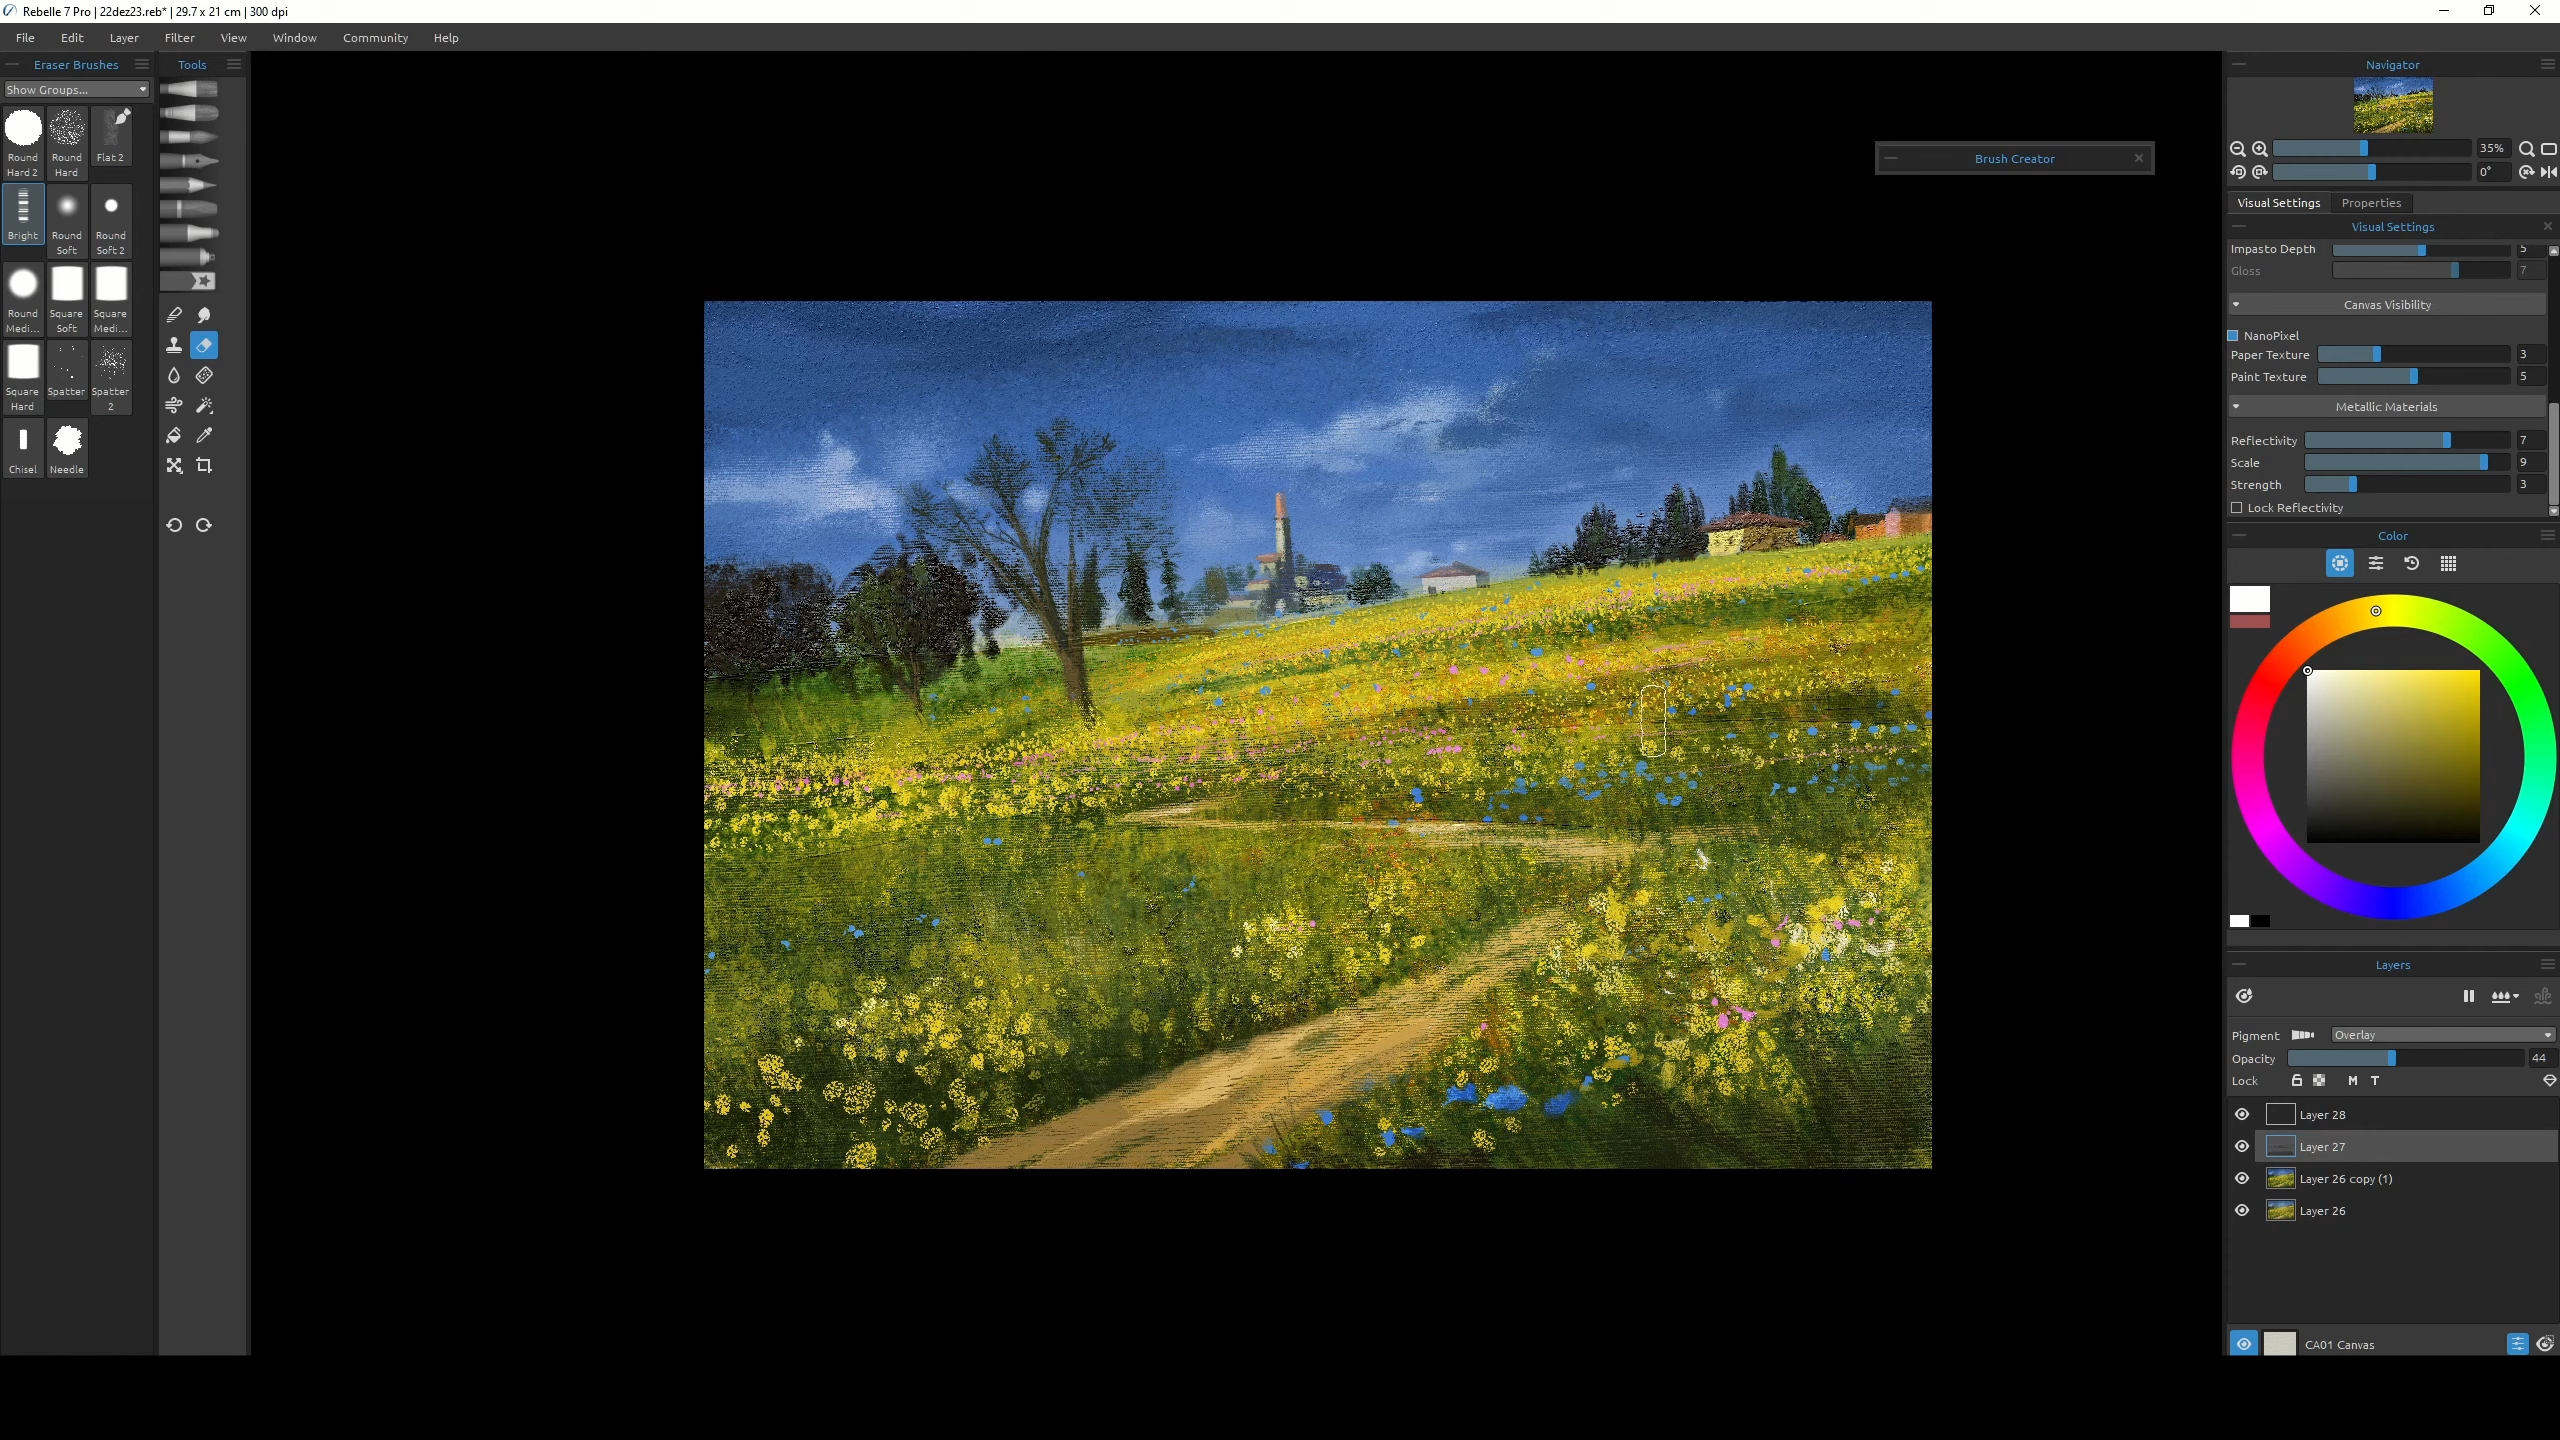 Rebelle 7 Pro | 22dez23.reb* | 29.7 x 21 cm | 300 dpi
File Edit Layer Filter View Window Community Help
Eraser Brushes
Show Groups...
Round Hard 2
Round Hard
Flat 2
Bright
Round Soft
Round Soft 2
Round Medi...
Square Soft
Square Medi...
Square Hard
Spatter
Spatter 2
Chisel
Needle
Tools
Brush Creator
Navigator
35%
0°
Visual Settings Properties
Visual Settings
Impasto Depth 5
Gloss 7
Canvas Visibility
NanoPixel
Paper Texture 3
Paint Texture 5
Metallic Materials
Reflectivity 7
Scale 9
Strength 3
Lock Reflectivity
Color
Layers
Pigment Overlay
Opacity 44
Lock M T
Layer 28
Layer 27
Layer 26 copy (1)
Layer 26
CA01 Canvas